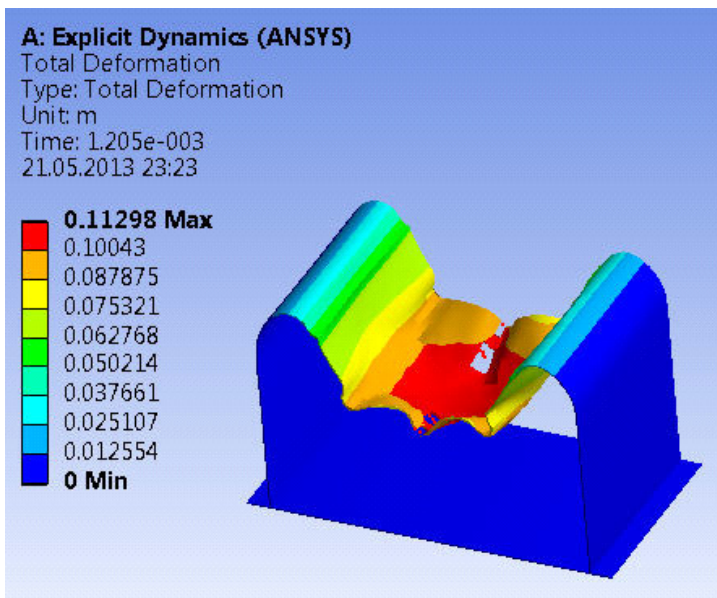 A: Explicit Dynamics (ANSYS)
Total Deformation
Type: Total Deformation
Unit: m
Time: 1.205e-003
21.05.2013 23:23
0.11298 Max
0.10043
0.087875
0.075321
0.062768
0.050214
0.037661
0.025107
0.012554
0 Min